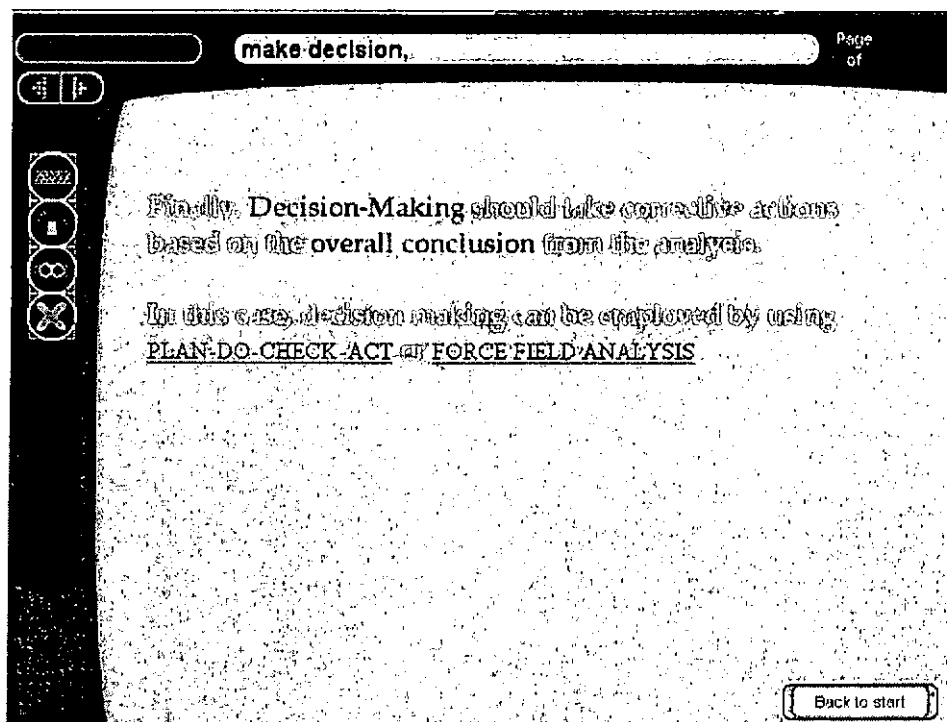 make decision,
Page
of
Finally, Decision-Making should take corrective actions
based on the overall conclusion from the analysis.
In this case, decision making can be employed by using
PLAN-DO-CHECK-ACT or FORCE FIELD ANALYSIS
Back to start